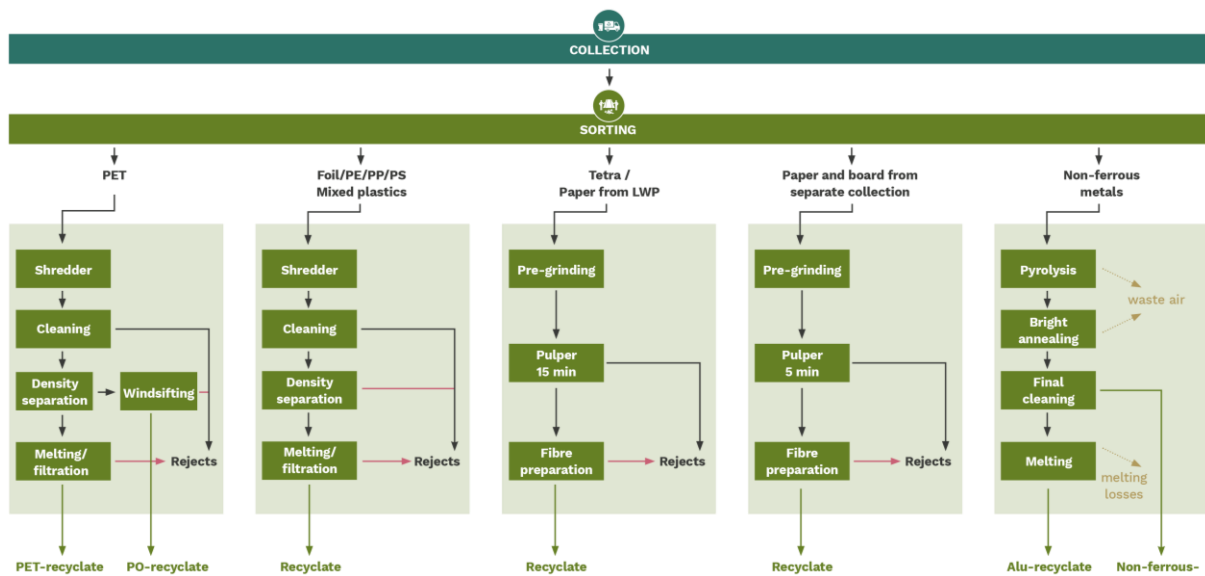 COLLECTION
SORTING
PET
Foil/PE/PP/PS
Mixed plastics
Tetra /
Paper from LWP
Paper and board from
separate collection
Non-ferrous
metals
Shredder
Cleaning
Density
separation
Windsifting
Melting/
filtration
Rejects
PET-recyclate
PO-recyclate
Shredder
Cleaning
Density
separation
Melting/
filtration
Rejects
Recyclate
Pre-grinding
Pulper
15 min
Fibre
preparation
Rejects
Recyclate
Pre-grinding
Pulper
5 min
Fibre
preparation
Rejects
Recyclate
Pyrolysis
waste air
Bright
annealing
Final
cleaning
Melting
melting
losses
Alu-recyclate
Non-ferrous-